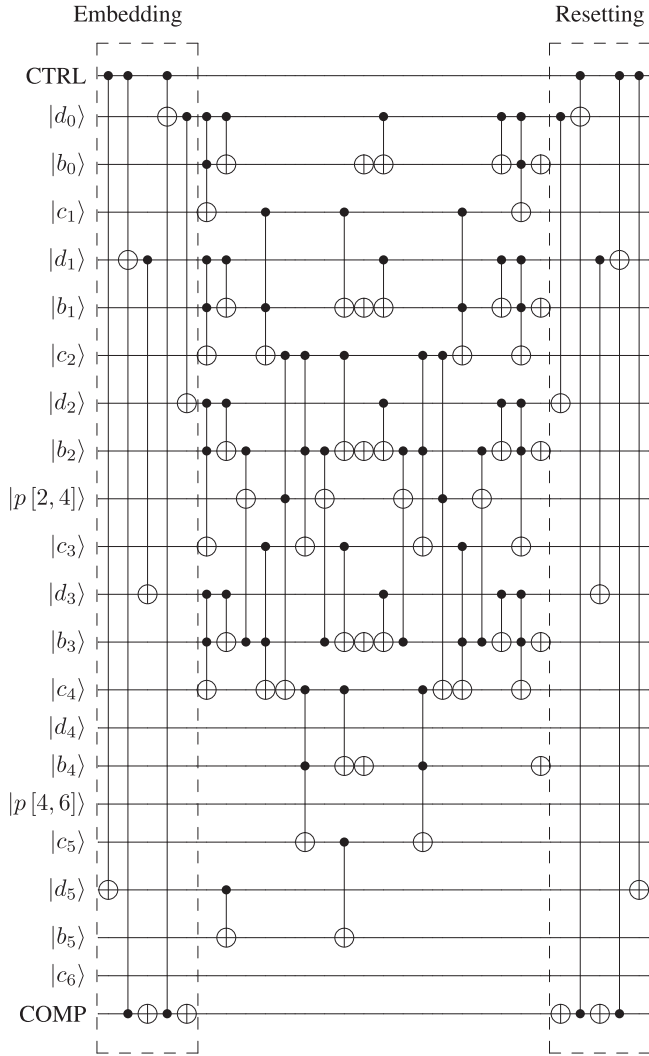 Embedding Resetting
CTRL
|d₀⟩
|b₀⟩
|c₁⟩
|d₁⟩
|b₁⟩
|c₂⟩
|d₂⟩
|b₂⟩
|p [2, 4]⟩
|c₃⟩
|d₃⟩
|b₃⟩
|c₄⟩
|d₄⟩
|b₄⟩
|p [4, 6]⟩
|c₅⟩
|d₅⟩
|b₅⟩
|c₆⟩
COMP